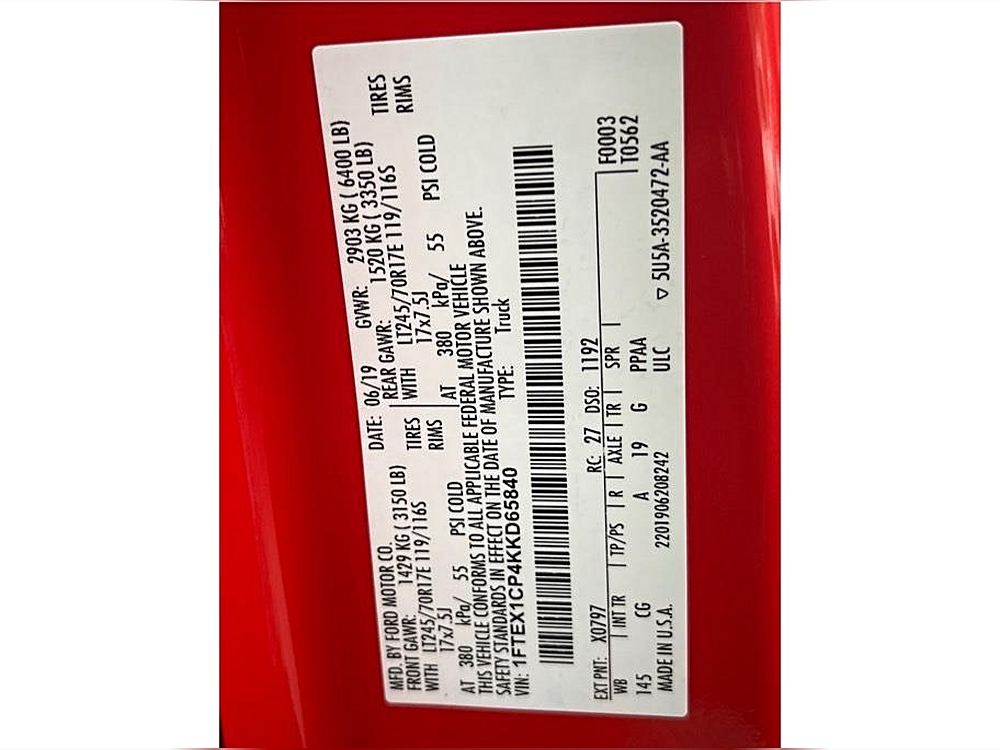 MFD. BY FORD MOTOR CO. DATE: 06/19 GVWR: 2903 KG ( 6400 LB)
FRONT GAWR: 1429 KG ( 3150 LB) REAR GAWR: 1520 KG ( 3350 LB)
WITH LT245/70R17E 119/116S TIRES WITH LT245/70R17E 119/116S TIRES
17x7.5J RIMS 17x7.5J RIMS
AT 380 kPa/ 55 PSI COLD AT 380 kPa/ 55 PSI COLD
THIS VEHICLE CONFORMS TO ALL APPLICABLE FEDERAL MOTOR VEHICLE
SAFETY STANDARDS IN EFFECT ON THE DATE OF MANUFACTURE SHOWN ABOVE.
VIN: 1FTEX1CP4KKD65840 TYPE: Truck
EXT PNT: X0797 RC: 27 DSO: 1192 F0003
WB INT TR TP/PS R AXLE TR SPR T0562
145 CG A 19 G PPAA
MADE IN U.S.A. 2201906208242 ULC ▽ 5U5A-3520472-AA